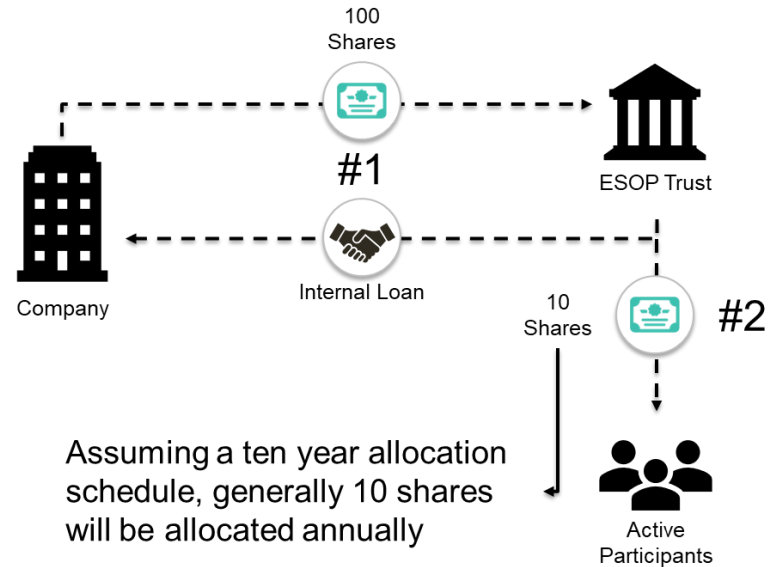 100
Shares
#1
ESOP Trust
Company
Internal Loan
10
Shares
#2
Assuming a ten year allocation
schedule, generally 10 shares
will be allocated annually
Active
Participants